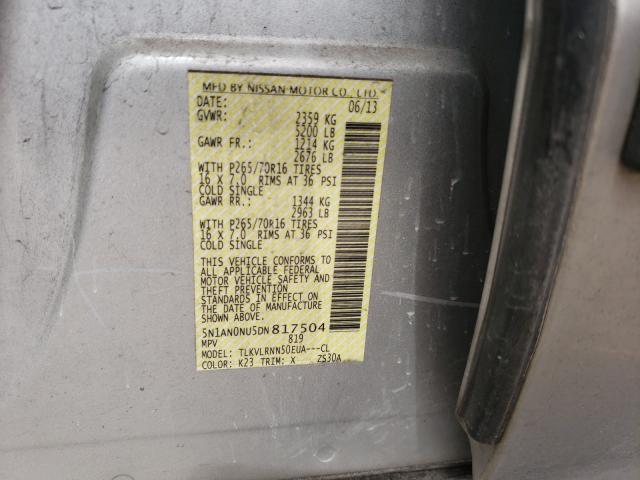 MFD BY NISSAN MOTOR CO., LTD.
DATE: 06/13
GVWR: 2359 KG
5200 LB
GAWR FR.: 1214 KG
2676 LB
WITH P265/70R16 TIRES
16 X 7.0 RIMS AT 36 PSI
COLD SINGLE
GAWR RR.: 1344 KG
2963 LB
WITH P265/70R16 TIRES
16 X 7.0 RIMS AT 36 PSI
COLD SINGLE
THIS VEHICLE CONFORMS TO
ALL APPLICABLE FEDERAL
MOTOR VEHICLE SAFETY
STANDARDS IN EFFECT ON
THE DATE OF MANUFACTURE
SHOWN ABOVE.
5N1AN0NU5DN817504
MPV 819
MODEL: TLKVLRNN50EUA---CL
COLOR: K23 TRIM: X ZS30A